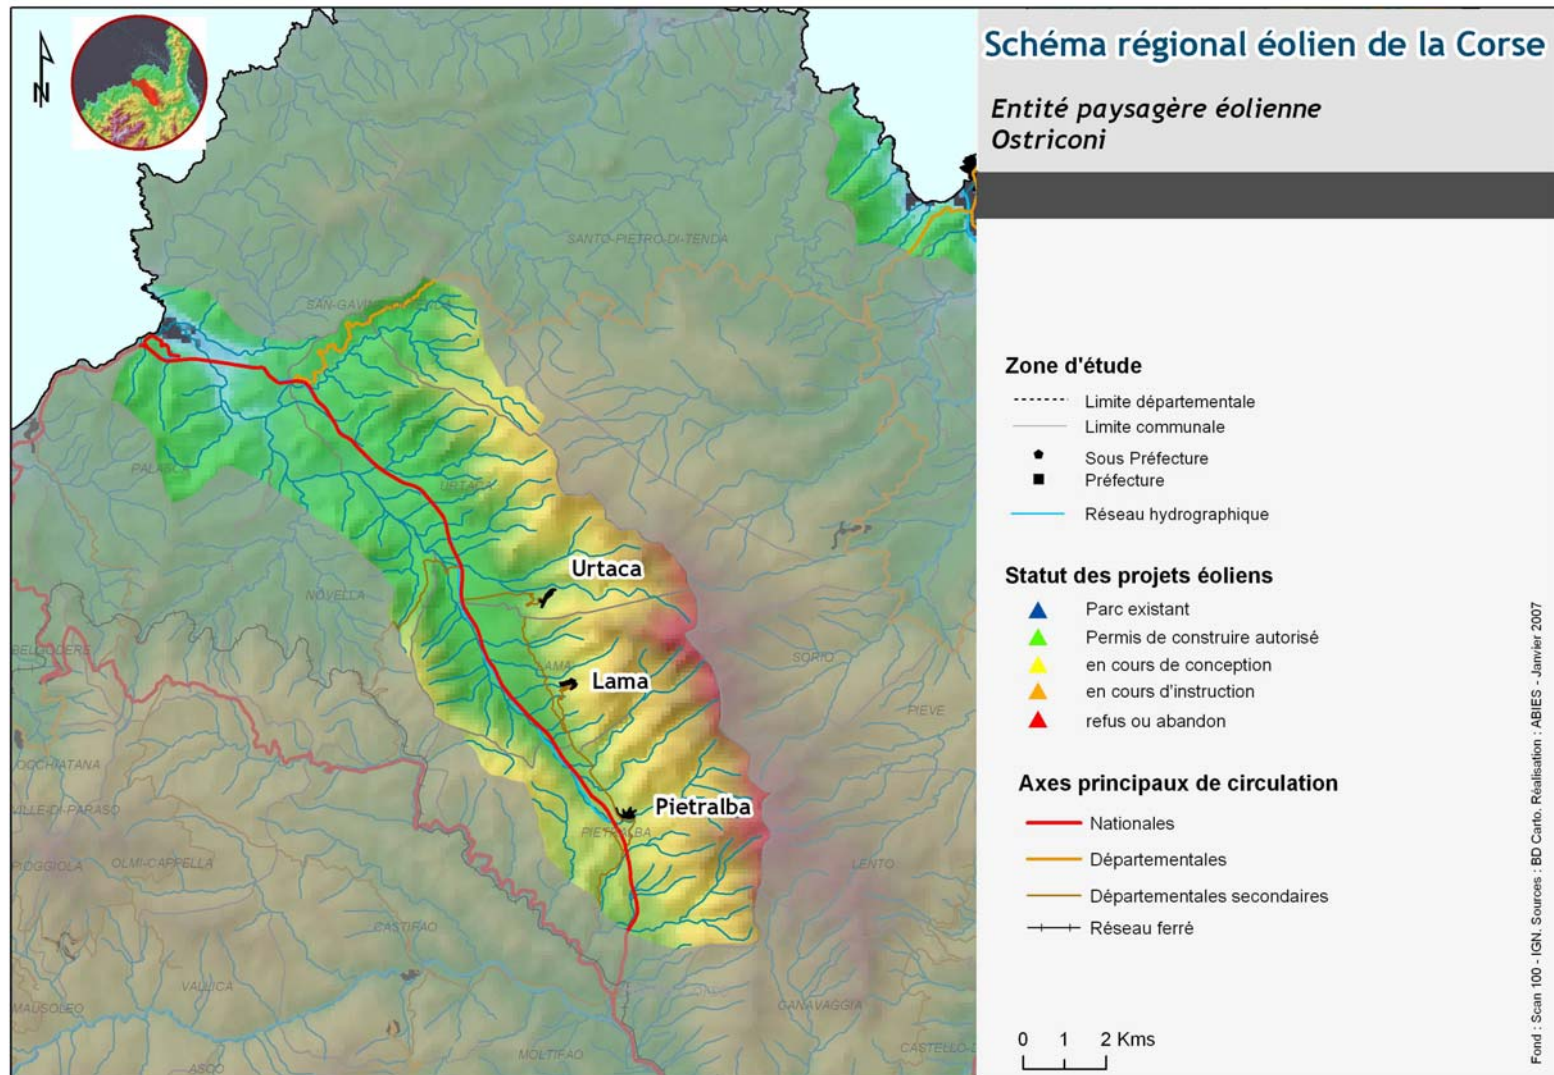 N
Schéma régional éolien de la Corse
Entité paysagère éolienne
Ostriconi
SANTO-PIETRO-DI-TENDA
PALASCA
URTACA
Urtaca
NOVELLA
BELGODERE
LAMA
Lama
SORIO
PIEVE
OCCHIATANA
VILLE-DI-PARASO
Pietralba
PIETRALBA
PIOGGIOLA
OLMI-CAPPELLA
LENTO
CASTIFAO
VALLICA
MAUSOLEO
CANAVAGGIA
MOLTIFAO
ASCO
Zone d'étude
Limite départementale
Limite communale
Sous Préfecture
Préfecture
Réseau hydrographique
Statut des projets éoliens
Parc existant
Permis de construire autorisé
en cours de conception
en cours d'instruction
refus ou abandon
Axes principaux de circulation
Nationales
Départementales
Départementales secondaires
Réseau ferré
0 1 2 Kms
Fond : Scan 100 - IGN. Sources : BD Carto. Réalisation : ABIES - Janvier 2007